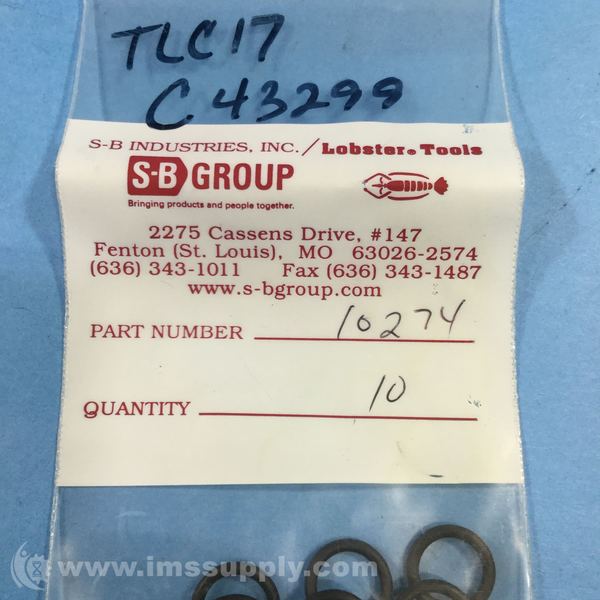 TLC17
C43299
S-B INDUSTRIES, INC. / Lobster Tools
S-B GROUP
Bringing products and people together.
2275 Cassens Drive, #147
Fenton (St. Louis), MO 63026-2574
(636) 343-1011 Fax (636) 343-1487
www.s-bgroup.com
PART NUMBER 10274
QUANTITY 10
www.imssupply.com